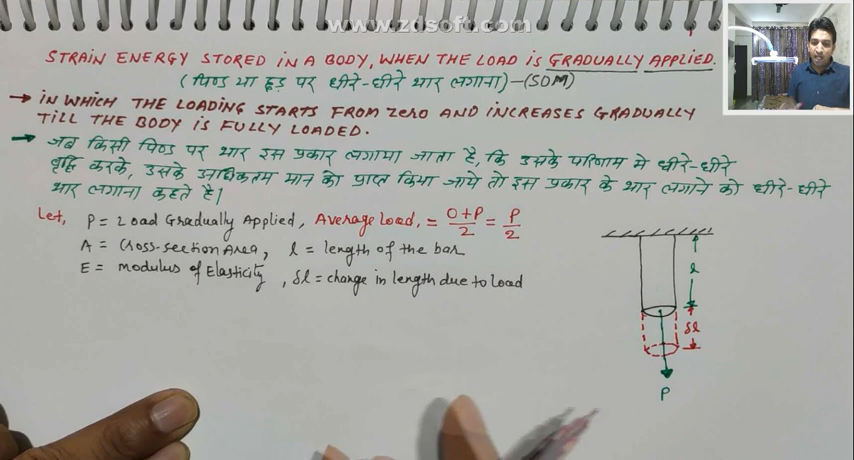 www.zdsoft.com
STRAIN ENERGY STORED IN A BODY, WHEN THE LOAD IS GRADUALLY APPLIED.
(पिण्ड या छड़ पर धीरे-धीरे भार लगाना)-(SOM)
→ IN WHICH THE LOADING STARTS FROM Zero AND INCREASES GRADUALLY
TILL THE BODY IS FULLY LOADED.
→ जब किसी पिण्ड पर भार इस प्रकार लगाया जाता है, कि उसके परिणाम मे धीरे-धीरे
वृद्धि करके, उसके अधिकतम मान को प्राप्त किया जाये तो इस प्रकार के भार लगाने को धीरे-धीरे
भार लगाना कहते है।
Let, P = Load Gradually Applied, Average Load, = 0+P/2 = P/2
A = Cross-section Area, l = length of the bar
E = modulus of Elasticity, δl = change in length due to Load
l
δl
P